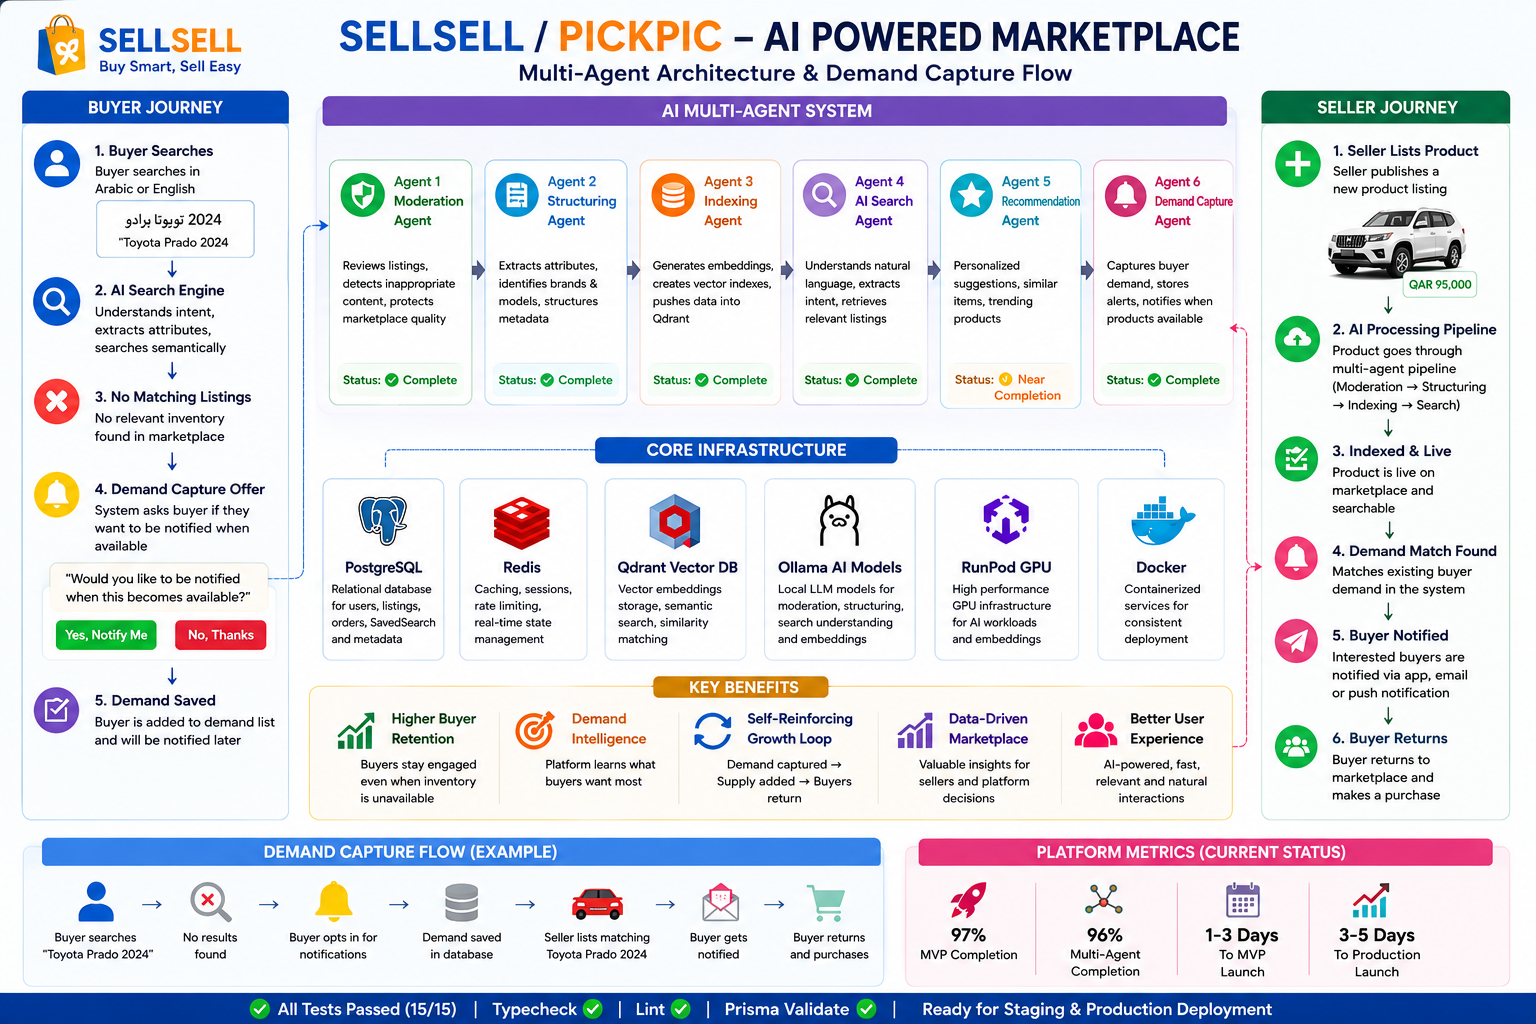 SELLSELL
Buy Smart, Sell Easy
SELLSELL / PICKPIC – AI POWERED MARKETPLACE
Multi-Agent Architecture & Demand Capture Flow
BUYER JOURNEY
1. Buyer Searches
Buyer searches in
Arabic or English
تويوتا برادو 2024
"Toyota Prado 2024
2. AI Search Engine
Understands intent,
extracts attributes,
searches semantically
3. No Matching Listings
No relevant inventory
found in marketplace
4. Demand Capture Offer
System asks buyer if they
want to be notified when
available
"Would you like to be notified
when this becomes available?"
Yes, Notify Me
No, Thanks
5. Demand Saved
Buyer is added to demand list
and will be notified later
AI MULTI-AGENT SYSTEM
Agent 1
Moderation
Agent
Reviews listings,
detects inappropriate
content, protects
marketplace quality
Status: Complete
Agent 2
Structuring
Agent
Extracts attributes,
identifies brands &
models, structures
metadata
Status: Complete
Agent 3
Indexing
Agent
Generates embeddings,
creates vector indexes,
pushes data into
Qdrant
Status: Complete
Agent 4
AI Search
Agent
Understands natural
language, extracts
intent, retrieves
relevant listings
Status: Complete
Agent 5
Recommendation
Agent
Personalized
suggestions, similar
items, trending
products
Status: Near
Completion
Agent 6
Demand Capture
Agent
Captures buyer
demand, stores
alerts, notifies when
products available
Status: Complete
CORE INFRASTRUCTURE
PostgreSQL
Relational database
for users, listings,
orders, SavedSearch
and metadata
Redis
Caching, sessions,
rate limiting,
real-time state
management
Qdrant Vector DB
Vector embeddings
storage, semantic
search, similarity
matching
Ollama AI Models
Local LLM models for
moderation, structuring,
search understanding
and embeddings
RunPod GPU
High performance
GPU infrastructure
for AI workloads
and embeddings
Docker
Containerized
services for
consistent
deployment
KEY BENEFITS
Higher Buyer
Retention
Buyers stay engaged
even when inventory
is unavailable
Demand
Intelligence
Platform learns what
buyers want most
Self-Reinforcing
Growth Loop
Demand captured →
Supply added → Buyers
return
Data-Driven
Marketplace
Valuable insights for
sellers and platform
decisions
Better User
Experience
AI-powered, fast,
relevant and natural
interactions
SELLER JOURNEY
1. Seller Lists Product
Seller publishes a
new product listing
QAR 95,000
2. AI Processing Pipeline
Product goes through
multi-agent pipeline
(Moderation → Structuring
→ Indexing → Search)
3. Indexed & Live
Product is live on
marketplace and
searchable
4. Demand Match Found
Matches existing buyer
demand in the system
5. Buyer Notified
Interested buyers are
notified via app, email
or push notification
6. Buyer Returns
Buyer returns to
marketplace and
makes a purchase
DEMAND CAPTURE FLOW (EXAMPLE)
Buyer searches
"Toyota Prado 2024"
No results
found
Buyer opts in for
notifications
Demand saved
in database
Seller lists matching
Toyota Prado 2024
Buyer gets
notified
Buyer returns
and purchases
PLATFORM METRICS (CURRENT STATUS)
97%
MVP Completion
96%
Multi-Agent
Completion
1-3 Days
To MVP
Launch
3-5 Days
To Production
Launch
All Tests Passed (15/15) | Typecheck | Lint | Prisma Validate | Ready for Staging & Production Deployment